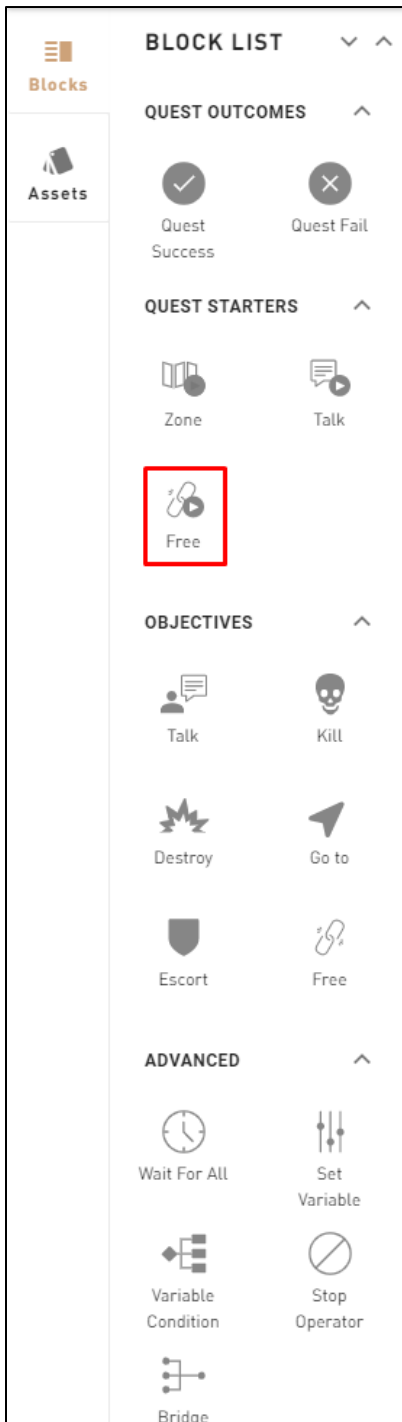 BLOCK LIST
Blocks
Assets
QUEST OUTCOMES
Quest
Success
Quest Fail
QUEST STARTERS
Zone
Talk
Free
OBJECTIVES
Talk
Kill
Destroy
Go to
Escort
Free
ADVANCED
Wait For All
Set
Variable
Variable
Condition
Stop
Operator
Bridge